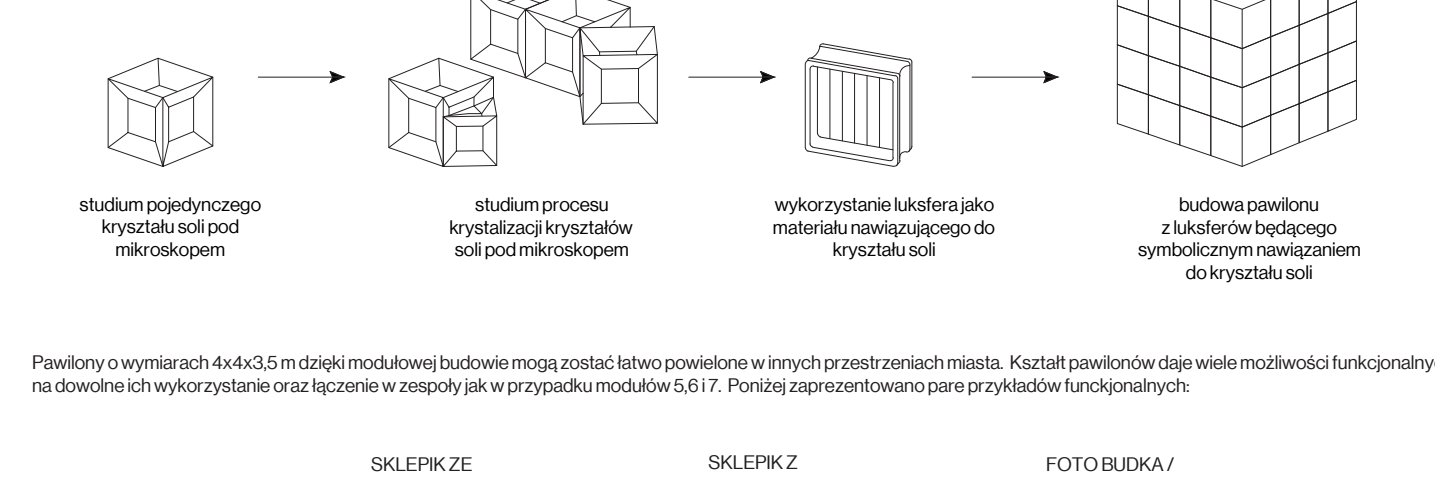 studium pojedynczego
kryształu soli pod
mikroskopem
studium procesu
krystalizacji kryształów
soli pod mikroskopem
wykorzystanie luksfera jako
materiału nawiązującego do
kryształu soli
budowa pawilonu
z luksferów będącego
symbolicznym nawiązaniem
do kryształu soli
Pawilony o wymiarach 4x4x3,5 m dzięki modułowej budowie mogą zostać łatwo powielone w innych przestrzeniach miasta. Kształt pawilonów daje wiele możliwości
na dowolne ich wykorzystanie oraz łączenie w zespoły jak w przypadku modułów 5,6 i 7. Poniżej zaprezentowano pare przykładów funckjonalnych:
SKLEPIK ZE
SKLEPIK Z
FOTO BUDKA /